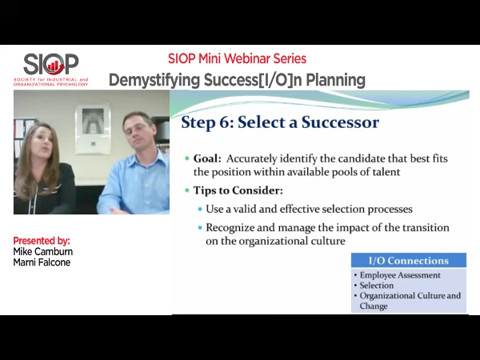 SIOP
SOCIETY for INDUSTRIAL and
ORGANIZATIONAL PSYCHOLOGY
SIOP Mini Webinar Series
Demystifying Success[I/O]n Planning
Step 6: Select a Successor
• Goal: Accurately identify the candidate that best fits
the position within available pools of talent
• Tips to Consider:
• Use a valid and effective selection processes
• Recognize and manage the impact of the transition
on the organizational culture
I/O Connections
• Employee Assessment
• Selection
• Organizational Culture and
Change
Presented by:
Mike Camburn
Marni Falcone